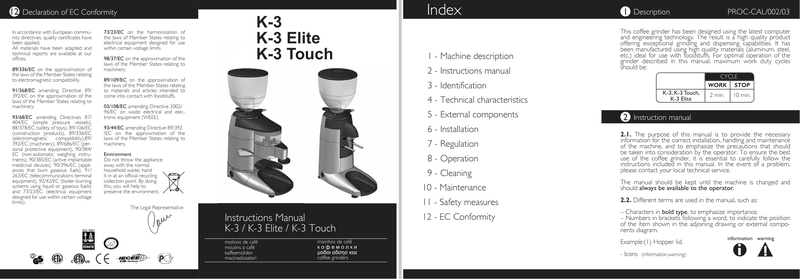 12 Declaration of EC Conformity
In accordance with European commu-
nity directives, quality certificates have
been applied.
All materials have been adapted and
technical reports are available at our
offices.
89/336/EC on the approximation of
the laws of the Member States relating
to electromagnetic compatibility.
91/368/EC amending Directive 89/
392/EC on the approximation of the
laws of the Member States relating to
machinery.
93/68/EC amending Directives 87/
404/EC (simple pressure vessels),
88/378/EC (safety of toys), 89/106/EC
(construction products), 89/336/EC
(electromagnetic compatibility),89/
392/EC (machinery), 89/686/EC (per-
sonal protective equipment), 90/384/
EC (non-automatic weighing instru-
ments), 90/385/EC (active implantable
medicinal devices), 90/396/EC (appli-
ances that burn gaseous fuels), 91/
263/EC (telecommunications terminal
equipment), 92/42/EC (boiler-burning
systems using liquid or gaseous fuels)
and 73/23/EC (electrical equipment
designed for use within certain voltage
limits).
73/23/EC on the harmonization of
the laws of Member States relating to
electrical equipment designed for use
within certain voltage limits.
98/37/EC on the approximation of the
laws of the Member States relating to
machinery.
89/109/EC on the approximation of
the laws of the Member States relating
to materials and articles intended to
come into contact with foodstuffs.
03/108/EC amending Directive 2002/
96/EC on waste electrical and elec-
tronic equipment (WEEE).
93/44/EC amending Directive 89/392
/EC on the approximation of the
laws of the Member States relating to
machinery.
Environment
Do not throw the appliance
away with the normal
household waste; hand
it in at an official recycling
collection point. By doing
this, you will help to
preserve the environment.
The Legal Representative
K-3
K-3 Elite
K-3 Touch
Instructions Manual
K-3 / K-3 Elite / K-3 Touch
molinos de café
moulins à café
kaffeemühlen
macinadosatori
moinhos de café
кофемолки
coffee grinders
Index
1 - Machine description
2 - Instructions manual
3 - Identification
4 - Technical characteristics
5 - External components
6 - Installation
7 - Regulation
8 - Operation
9 - Cleaning
10 - Maintenance
11 - Safety measures
12 - EC Conformity
1 Description PROC-CAL/002/03
This coffee grinder has been designed using the latest computer
and engineering technology. The result is a high quality product
offering exceptional grinding and dispensing capabilities. It has
been manufactured using high quality materials (aluminum, steel,
etc.) ideal for use with foodstuffs. For optimal operation of the
grinder described in this manual, maximum work duty cycles
should be:
CYCLE
WORK STOP
K-3, K-3 Touch, 2 min. 10 min.
K-3 Elite
2 Instruction manual
2.1. The purpose of this manual is to provide the necessary
information for the correct installation, handling and maintenance
of the machine, and to emphasize the precautions that should
be taken into consideration by the operator. To ensure the best
use of the coffee grinder, it is essential to carefully follow the
instructions included in this manual. In the event of a problem,
please contact your local technical service.
The manual should be kept until the machine is changed and
should always be available to the operator.
2.2. Different terms are used in the manual, such as:
– Characters in bold type, to emphasize importance.
– Numbers in brackets following a word, to indicate the position
of the item shown in the adjoining drawing or external compo-
nents diagram.
Example:(1) Hopper lid.
- Icons (information,warning)
information warning